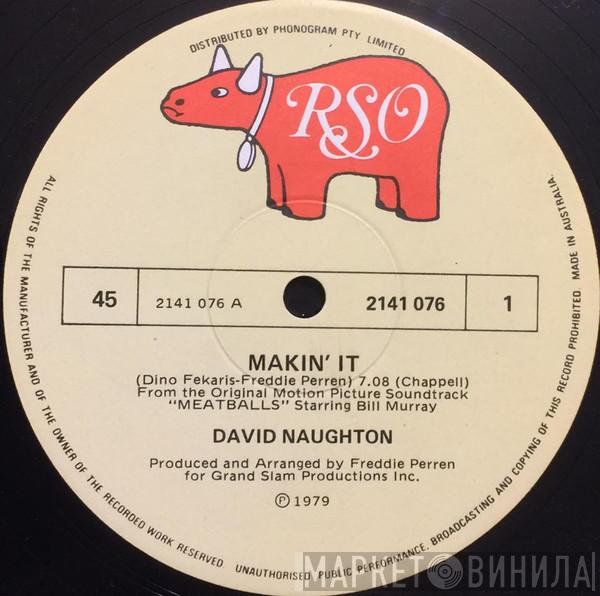 DISTRIBUTED BY PHONOGRAM PTY. LIMITED
RSO
45
2141 076 A
2141 076
1
MAKIN' IT
(Dino Fekaris-Freddie Perren) 7.08 (Chappell)
From the Original Motion Picture Soundtrack
"MEATBALLS" Starring Bill Murray
DAVID NAUGHTON
Produced and Arranged by Freddie Perren
for Grand Slam Productions Inc.
℗ 1979
ALL RIGHTS OF THE MANUFACTURER AND OF THE OWNER OF THE RECORDED WORK RESERVED. UNAUTHORISED PUBLIC PERFORMANCE, BROADCASTING AND COPYING OF THIS RECORD PROHIBITED. MADE IN AUSTRALIA.
МАРКЕТ ВИНИЛА